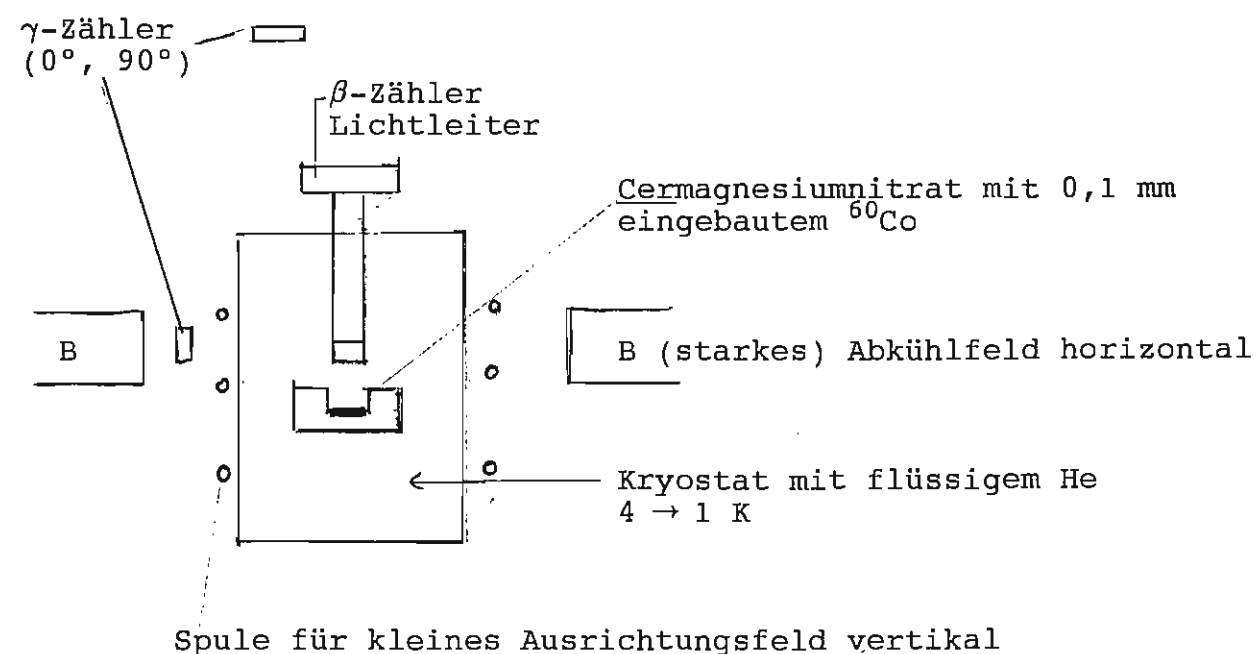 γ-Zähler
(0°, 90°)
β-Zähler
Lichtleiter
Cermagnesiumnitrat mit 0,1 mm
eingebautem ⁶⁰Co
B
B (starkes) Abkühlfeld horizontal
Kryostat mit flüssigem He
4 → 1 K
Spule für kleines Ausrichtungsfeld vertikal